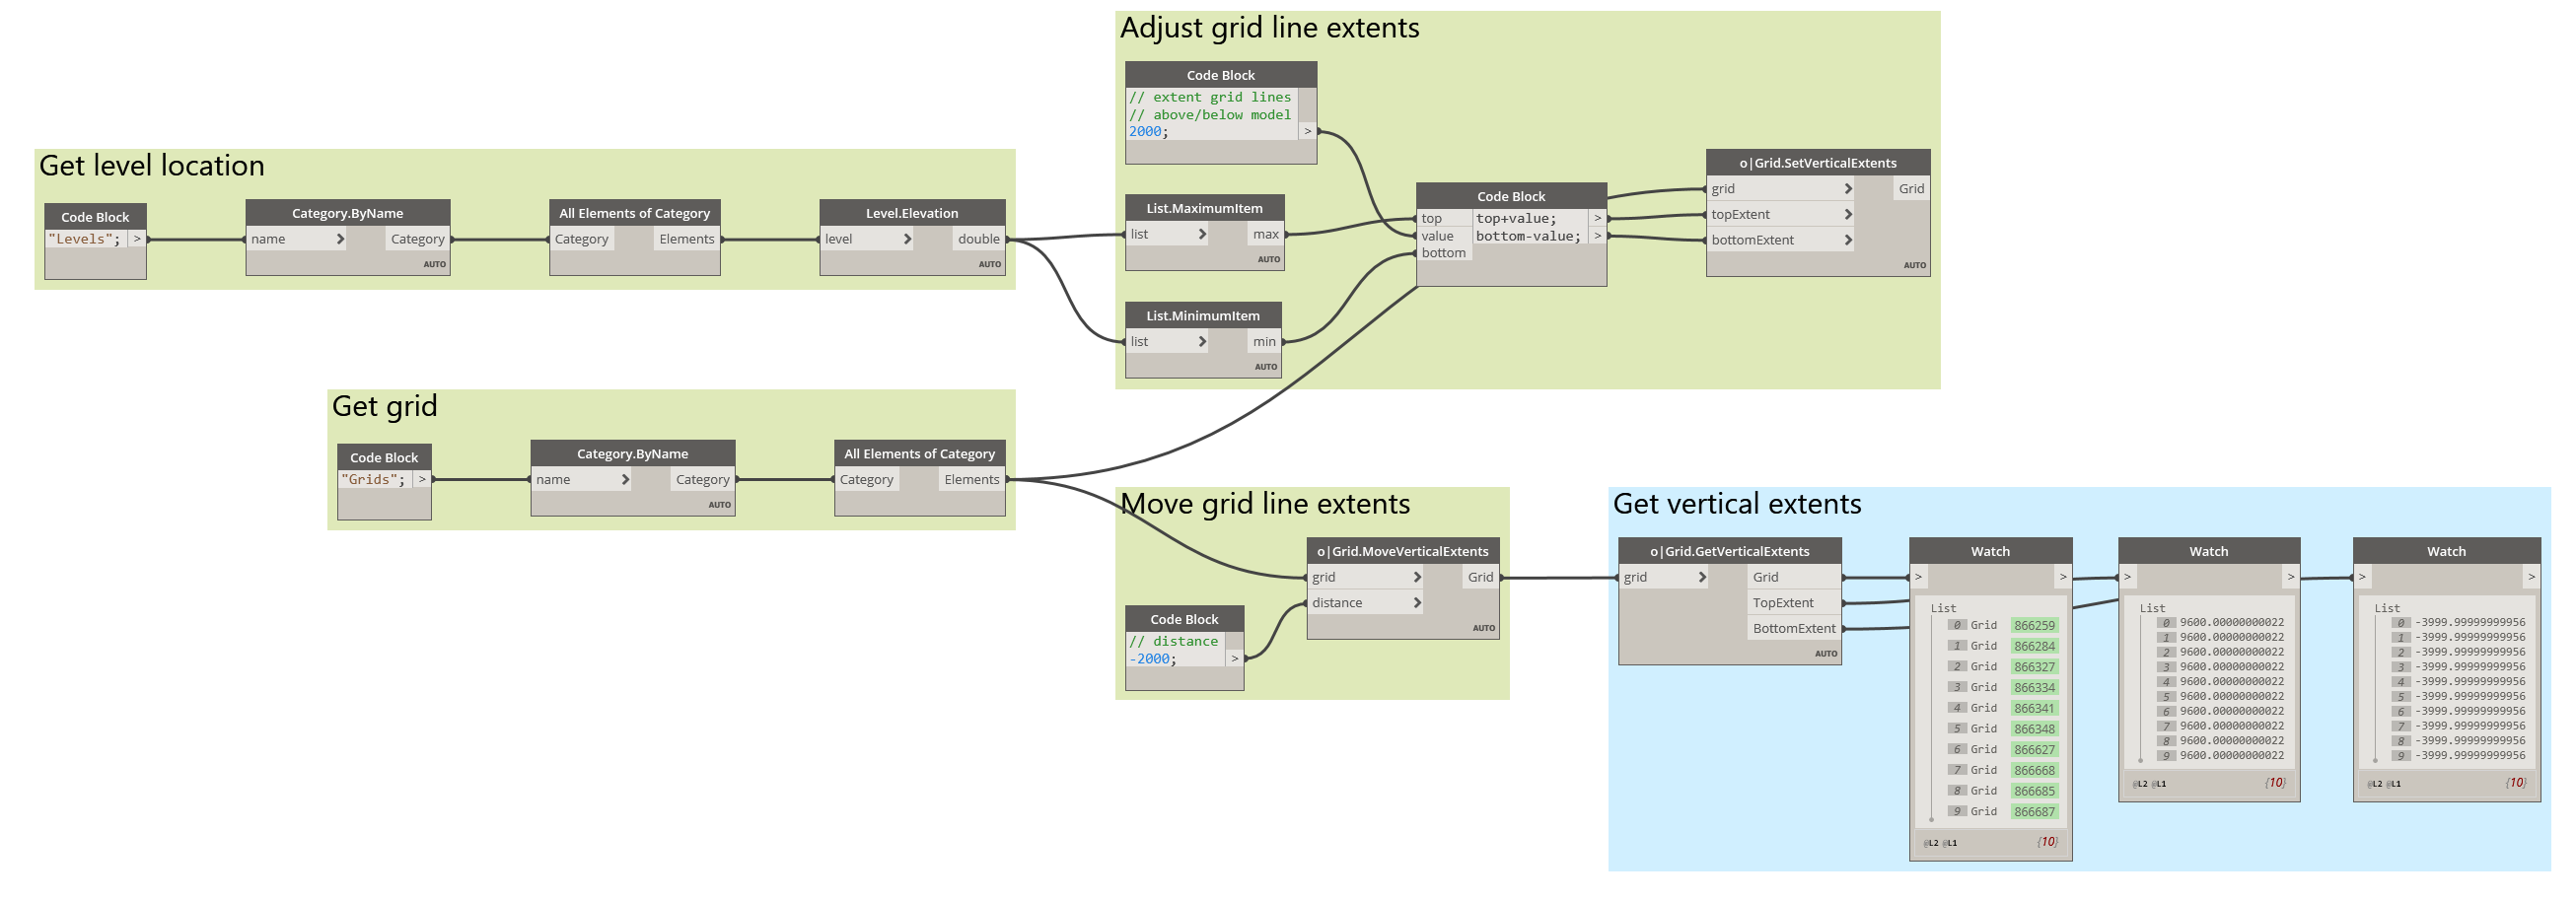 Adjust grid line extents
Code Block
// extent grid lines
// above/below model
2000;
>
Get level location
Code Block
"Levels"; >
Category.ByName
name > Category
AUTO
All Elements of Category
Category Elements
Level.Elevation
level > double
AUTO
List.MaximumItem
list > max
AUTO
List.MinimumItem
list > min
AUTO
Code Block
top top+value; >
value bottom-value; >
bottom
o|Grid.SetVerticalExtents
grid > Grid
topExtent >
bottomExtent >
AUTO
Get grid
Code Block
"Grids"; >
Category.ByName
name > Category
AUTO
All Elements of Category
Category Elements
Move grid line extents
Code Block
// distance
-2000; >
o|Grid.MoveVerticalExtents
grid > Grid
distance >
AUTO
Get vertical extents
o|Grid.GetVerticalExtents
grid > Grid
TopExtent
BottomExtent
AUTO
Watch
> >
List
0 Grid 866259
1 Grid 866284
2 Grid 866327
3 Grid 866334
4 Grid 866341
5 Grid 866348
6 Grid 866627
7 Grid 866668
8 Grid 866685
9 Grid 866687
@L2 @L1 {10}
Watch
> >
List
0 9600.00000000022
1 9600.00000000022
2 9600.00000000022
3 9600.00000000022
4 9600.00000000022
5 9600.00000000022
6 9600.00000000022
7 9600.00000000022
8 9600.00000000022
9 9600.00000000022
@L2 @L1 {10}
Watch
> >
List
0 -3999.99999999956
1 -3999.99999999956
2 -3999.99999999956
3 -3999.99999999956
4 -3999.99999999956
5 -3999.99999999956
6 -3999.99999999956
7 -3999.99999999956
8 -3999.99999999956
9 -3999.99999999956
@L2 @L1 {10}